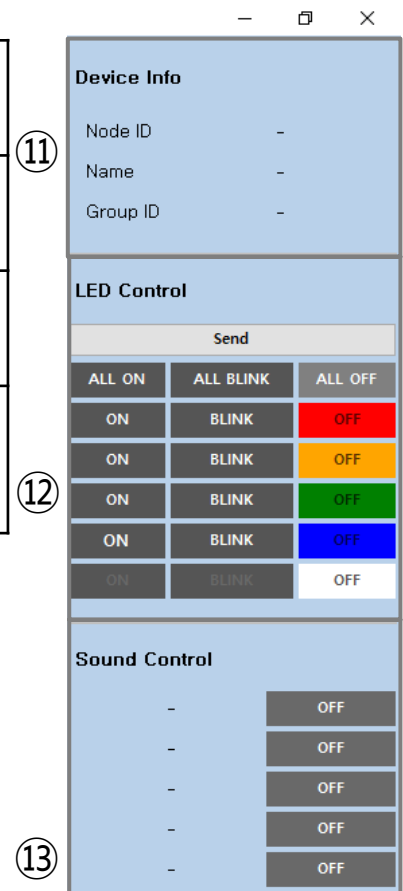 Device Info
⑪
Node ID -
Name -
Group ID -
LED Control
Send
ALL ON ALL BLINK ALL OFF
ON BLINK OFF
ON BLINK OFF
⑫
ON BLINK OFF
ON BLINK OFF
ON BLINK OFF
Sound Control
- OFF
- OFF
- OFF
- OFF
⑬
- OFF